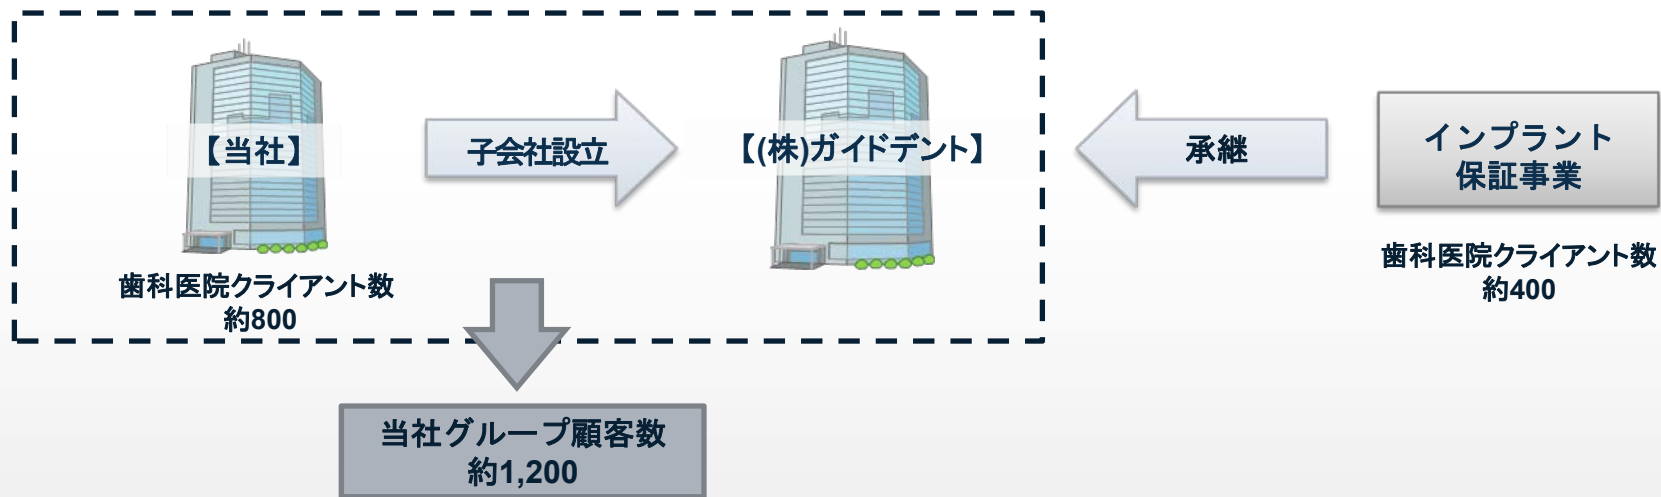 【当社】
子会社設立
【(株)ガイドデント】
承継
インプラント
保証事業
歯科医院クライアント数
約800
歯科医院クライアント数
約400
当社グループ顧客数
約1,200